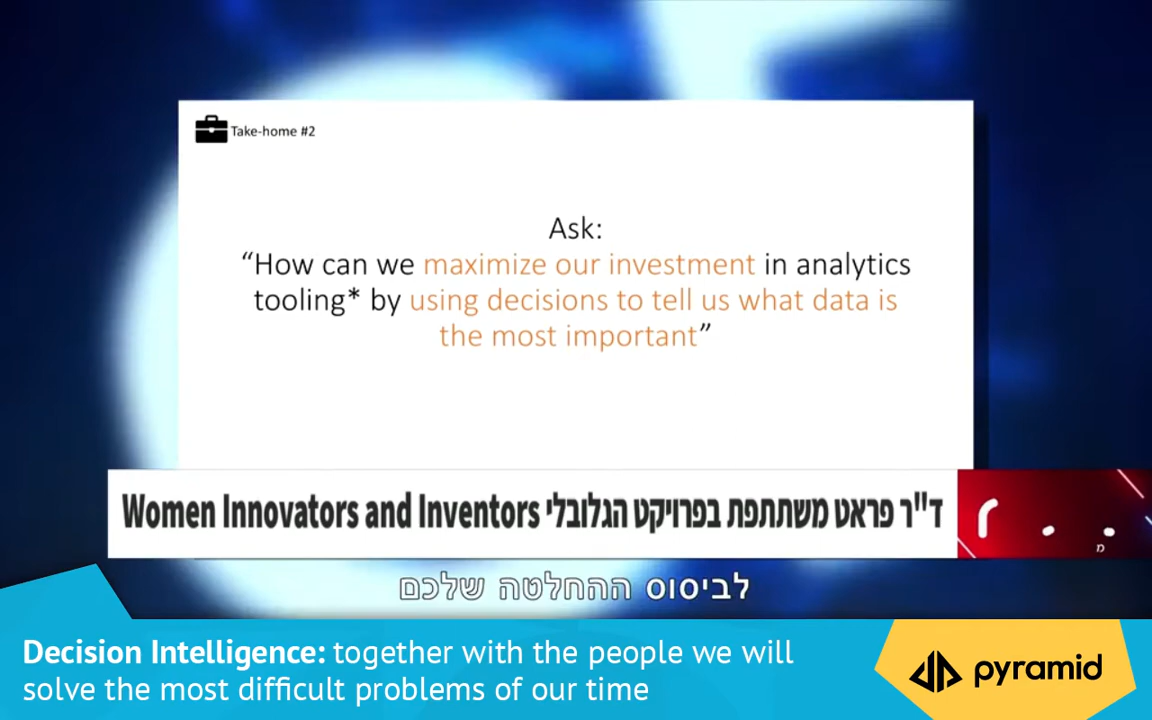 Take-home #2
Ask:
“How can we maximize our investment in analytics
tooling* by using decisions to tell us what data is
the most important”
ד"ר פראט משתתפת בפרויקט הגלובלי Women Innovators and Inventors
מ
לביסוס ההחלטה שלכם
Decision Intelligence: together with the people we will
solve the most difficult problems of our time
pyramid